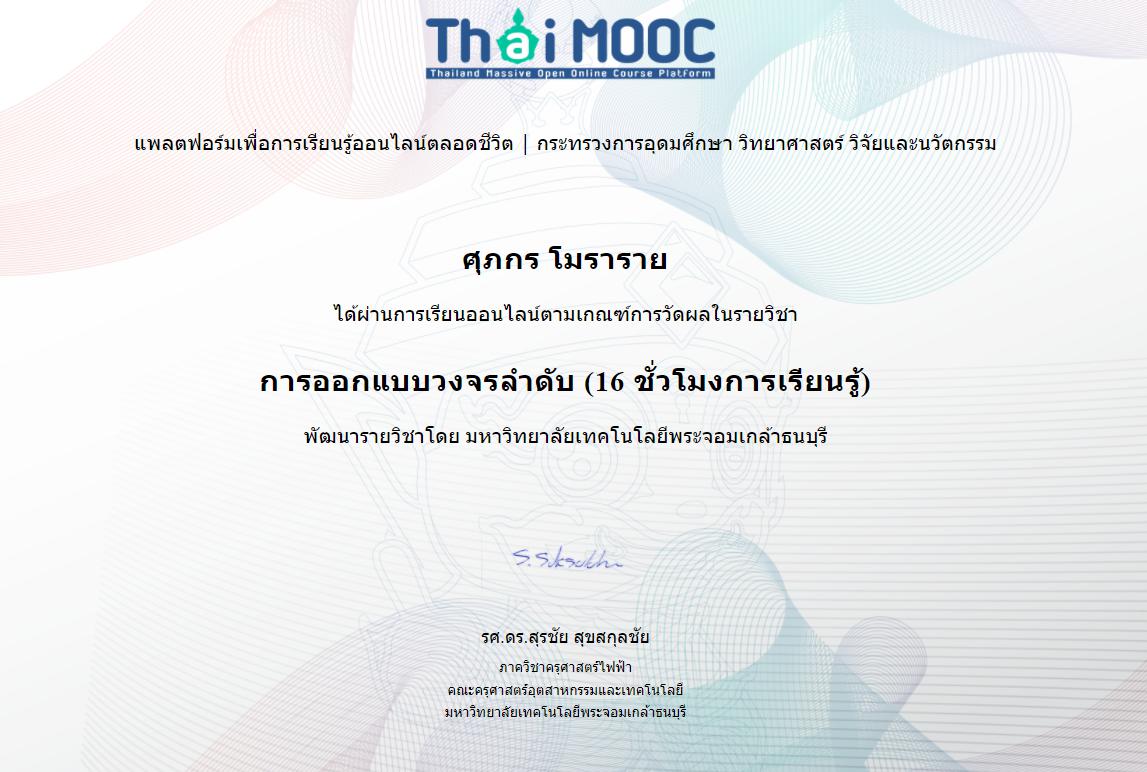 Thai MOOC
Thailand Massive Open Online Course Platform
แพลตฟอร์มเพื่อการเรียนรู้ออนไลน์ตลอดชีวิต | กระทรวงการอุดมศึกษา วิทยาศาสตร์ วิจัยและนวัตกรรม
ศุภกร โมราราย
ได้ผ่านการเรียนออนไลน์ตามเกณฑ์การวัดผลในรายวิชา
การออกแบบวงจรลำดับ (16 ชั่วโมงการเรียนรู้)
พัฒนารายวิชาโดย มหาวิทยาลัยเทคโนโลยีพระจอมเกล้าธนบุรี
รศ.ดร.สุรชัย สุขสกุลชัย
ภาควิชาครุศาสตร์ไฟฟ้า
คณะครุศาสตร์อุตสาหกรรมและเทคโนโลยี
มหาวิทยาลัยเทคโนโลยีพระจอมเกล้าธนบุรี